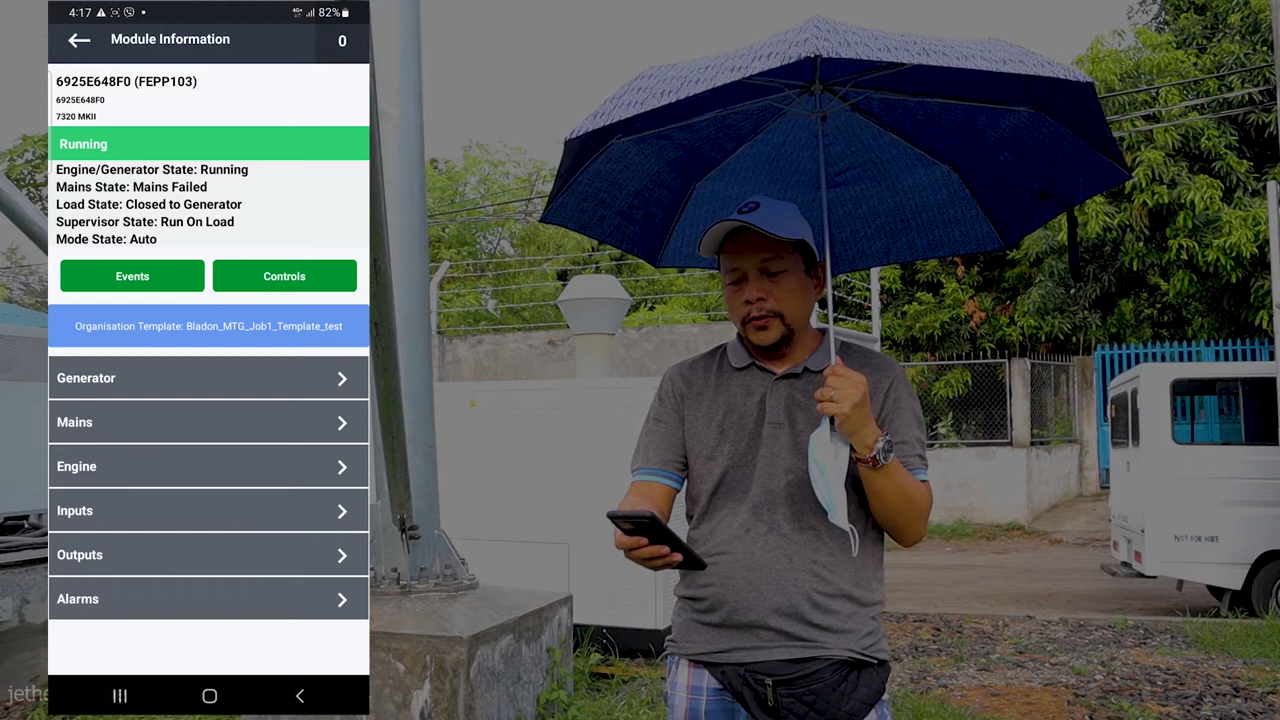 4:17
4G 82%
Module Information
0
6925E648F0 (FEPP103)
6925E648F0
7320 MKII
Running
Engine/Generator State: Running
Mains State: Mains Failed
Load State: Closed to Generator
Supervisor State: Run On Load
Mode State: Auto
Events
Controls
Organisation Template: Bladon_MTG_Job1_Template_test
Generator
Mains
Engine
Inputs
Outputs
Alarms
NOT FOR HIRE
jethe